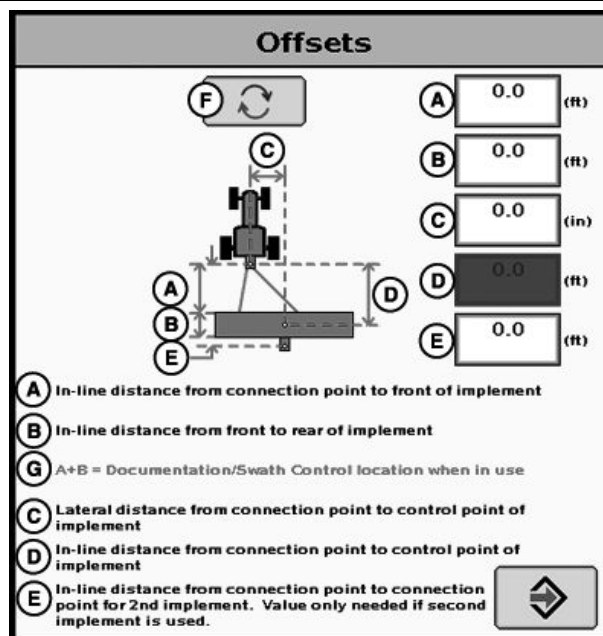 Offsets
F
A 0.0 (ft)
C
B 0.0 (ft)
C 0.0 (in)
A
D
D 0.0 (ft)
B
E
E 0.0 (ft)
A In-line distance from connection point to front of implement
B In-line distance from front to rear of implement
G A+B = Documentation/Swath Control location when in use
C Lateral distance from connection point to control point of
implement
D In-line distance from connection point to control point of
implement
E In-line distance from connection point to connection
point for 2nd implement. Value only needed if second
implement is used.